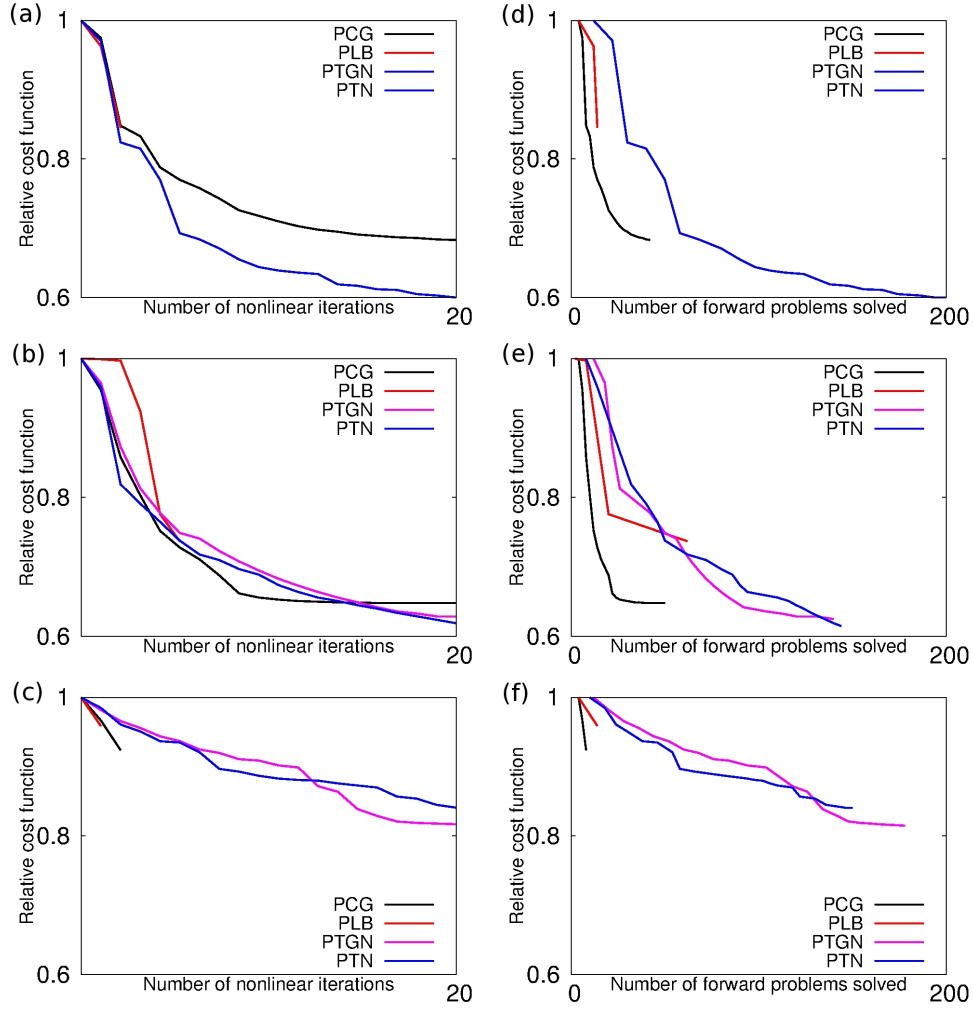 (a)
1
0.8
0.6
Relative cost function
PCG
PLB
PTGN
PTN
Number of nonlinear iterations
20
(d)
1
0.8
0.6
Relative cost function
PCG
PLB
PTGN
PTN
0
Number of forward problems solved
200
(b)
1
0.8
0.6
Relative cost function
PCG
PLB
PTGN
PTN
Number of nonlinear iterations
20
(e)
1
0.8
0.6
Relative cost function
PCG
PLB
PTGN
PTN
0
Number of forward problems solved
200
(c)
1
0.8
0.6
Relative cost function
PCG
PLB
PTGN
PTN
Number of nonlinear iterations
20
(f)
1
0.8
0.6
Relative cost function
PCG
PLB
PTGN
PTN
0
Number of forward problems solved
200